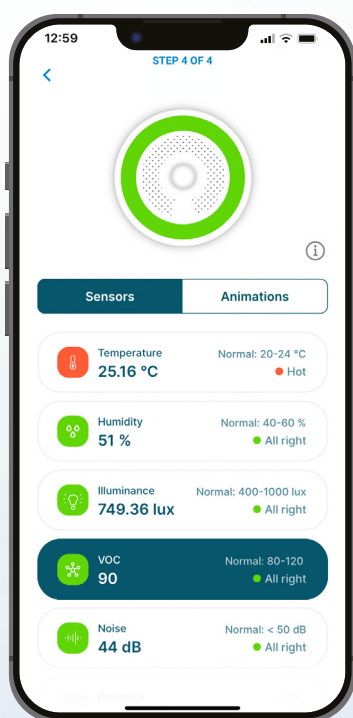 12:59
STEP 4 OF 4
Sensors
Animations
Temperature
Normal: 20-24 °C
25.16 °C
Hot
Humidity
Normal: 40-60 %
51 %
All right
Illuminance
Normal: 400-1000 lux
749.36 lux
All right
VOC
Normal: 80-120
90
All right
Noise
Normal: < 50 dB
44 dB
All right